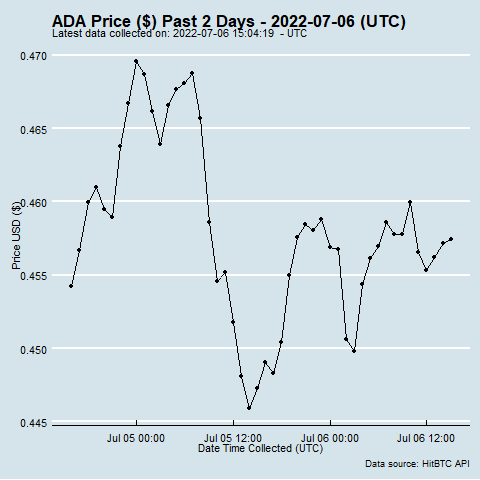 ADA Price ($) Past 2 Days - 2022-07-06 (UTC)
Latest data collected on: 2022-07-06 15:04:19  - UTC
0.470
0.465
0.460
0.455
0.450
0.445
Price USD ($)
Jul 05 00:00
Jul 05 12:00
Jul 06 00:00
Jul 06 12:00
Date Time Collected (UTC)
Data source: HitBTC API